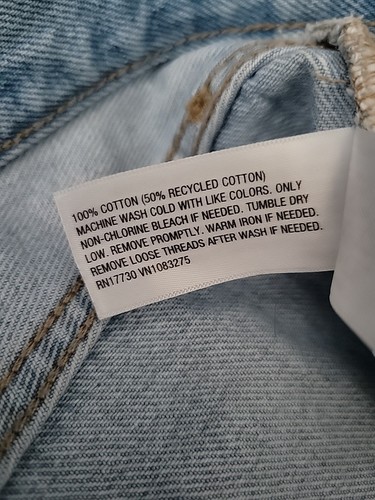 100% COTTON (50% RECYCLED COTTON)
MACHINE WASH COLD WITH LIKE COLORS. ONLY
NON-CHLORINE BLEACH IF NEEDED. TUMBLE DRY
LOW. REMOVE PROMPTLY. WARM IRON IF NEEDED.
REMOVE LOOSE THREADS AFTER WASH IF NEEDED.
RN17730 VN1083275